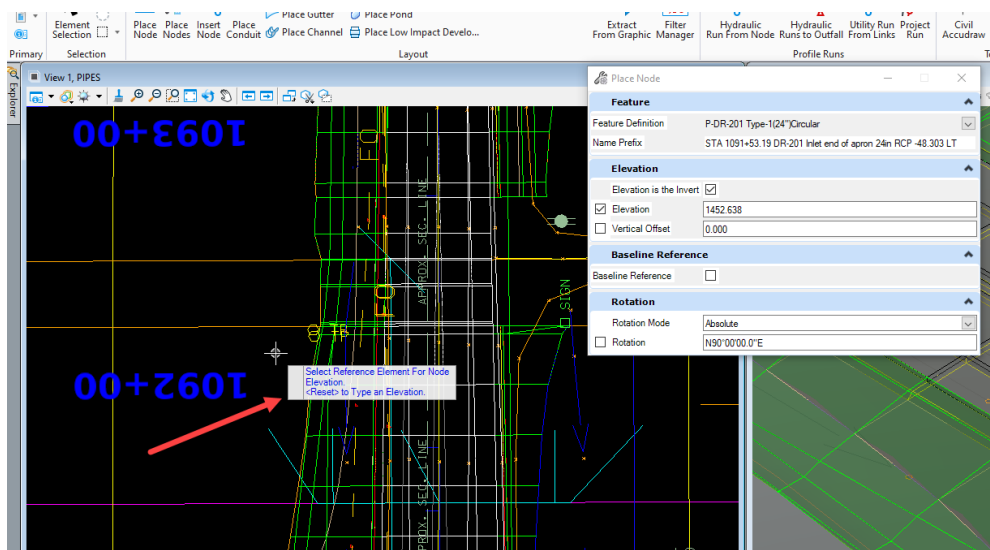 Element
Selection
Place
Node
Place
Nodes
Insert
Node
Place
Conduit
Place Gutter
Place Channel
Place Pond
Place Low Impact Develo...
Extract
From Graphic
Filter
Manager
Hydraulic
Run From Node
Hydraulic
Runs to Outfall
Utility Run
From Links
Project
Run
Civil
Accudraw
Primary
Selection
Layout
Profile Runs
Explorer
View 1, PIPES
1093+00
APPROX. SEC. LINE
SIGN
1092+00
Select Reference Element For Node
Elevation.
<Reset> to Type an Elevation.
APPROX. SEC. LINE
Place Node
Feature
Feature Definition P-DR-201 Type-1(24")Circular
Name Prefix STA 1091+53.19 DR-201 Inlet end of apron 24in RCP -48.303 LT
Elevation
Elevation is the Invert
Elevation 1452.638
Vertical Offset 0.000
Baseline Reference
Baseline Reference
Rotation
Rotation Mode Absolute
Rotation N90°00'00.0"E